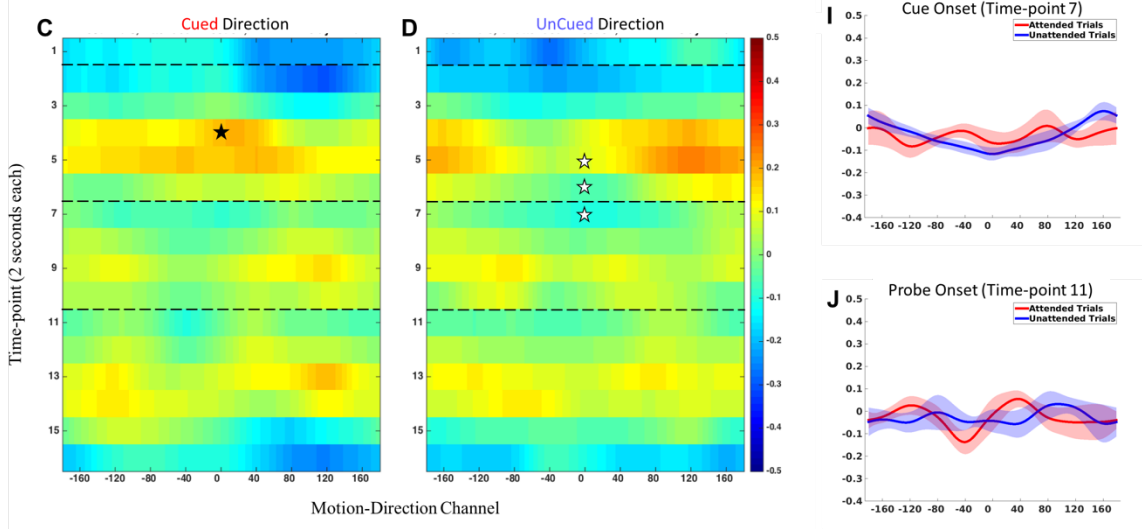 C
Cued Direction
D
UnCued Direction
Time-point (2 seconds each)
1
3
5
7
9
11
13
15
-160 -120 -80 -40 0 40 80 120 160
-160 -120 -80 -40 0 40 80 120 160
0.5
0.4
0.3
0.2
0.1
0
-0.1
-0.2
-0.3
-0.4
-0.5
1
3
5
7
9
11
13
15
Motion-Direction Channel
I
Cue Onset (Time-point 7)
Attended Trials
Unattended Trials
0.5
0.4
0.3
0.2
0.1
0
-0.1
-0.2
-0.3
-0.4
-160 -120 -80 -40 0 40 80 120 160
J
Probe Onset (Time-point 11)
Attended Trials
Unattended Trials
0.5
0.4
0.3
0.2
0.1
0
-0.1
-0.2
-0.3
-0.4
-160 -120 -80 -40 0 40 80 120 160